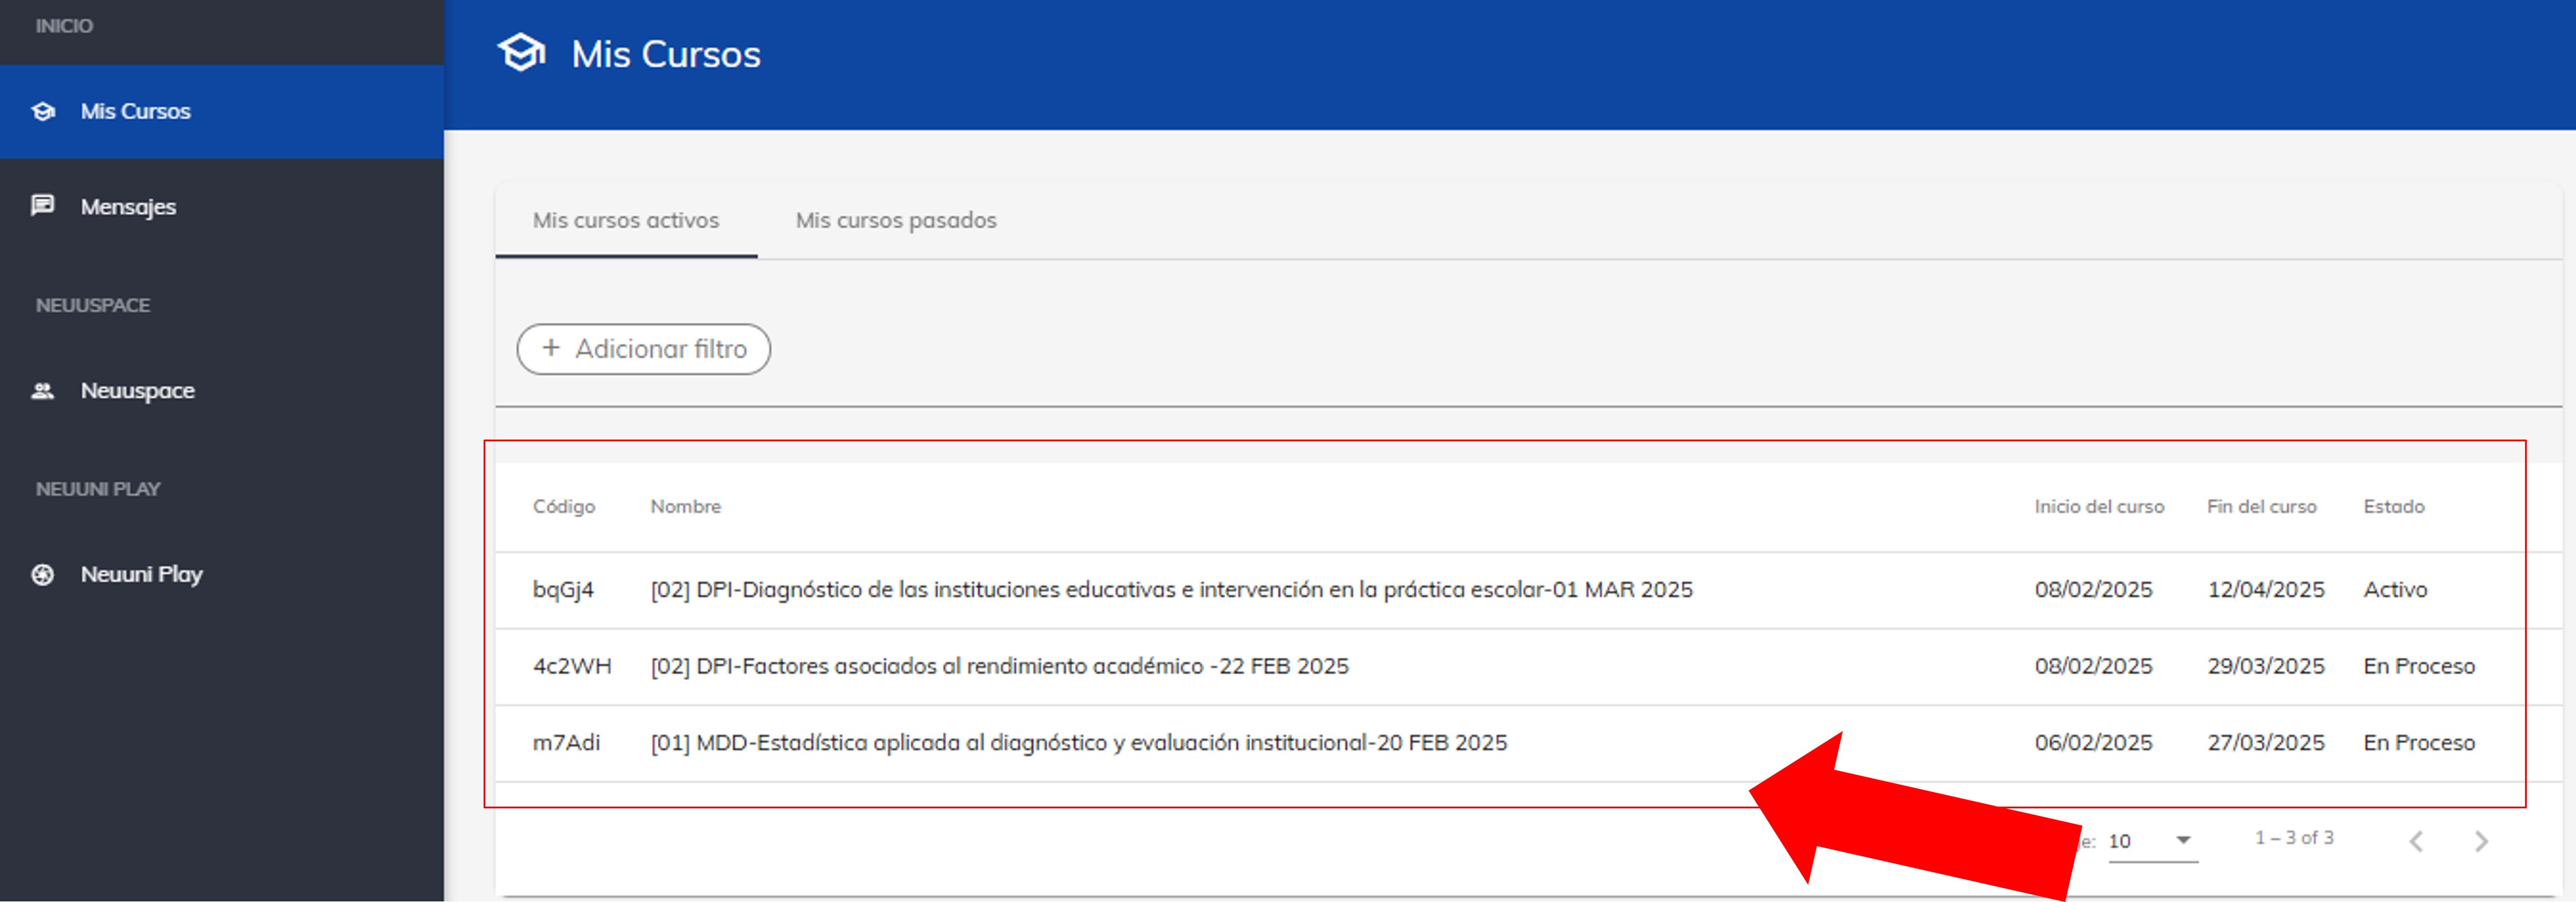 INICIO
Mis Cursos
Mensajes
NEUUSPACE
Neuuspace
NEUUNI PLAY
Neuuni Play
Mis Cursos
Mis cursos activos Mis cursos pasados
+ Adicionar filtro
Código Nombre Inicio del curso Fin del curso Estado
bqGj4 [02] DPI-Diagnóstico de las instituciones educativas e intervención en la práctica escolar-01 MAR 2025 08/02/2025 12/04/2025 Activo
4c2WH [02] DPI-Factores asociados al rendimiento académico -22 FEB 2025 08/02/2025 29/03/2025 En Proceso
m7Adi [01] MDD-Estadística aplicada al diagnóstico y evaluación institucional-20 FEB 2025 06/02/2025 27/03/2025 En Proceso
10 1 – 3 of 3